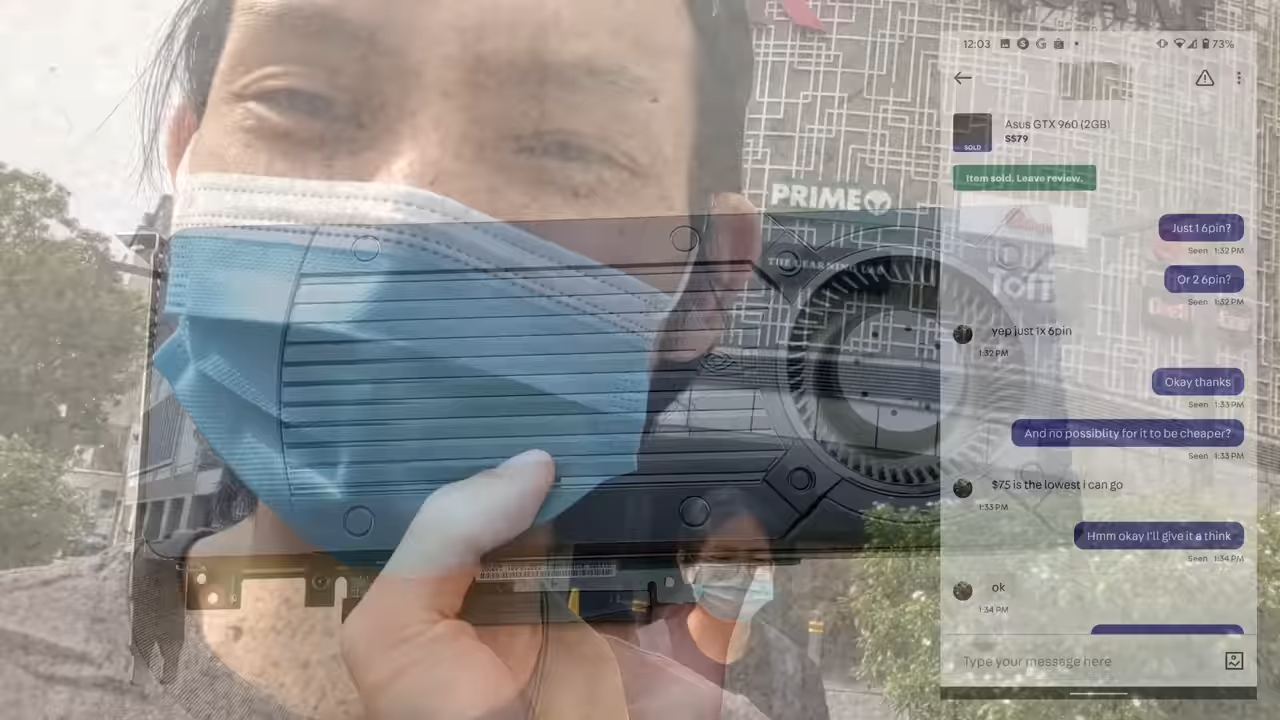 12:03
73%
Asus GTX 960 (2GB)
S$79
SOLD
Item sold. Leave review.
PRIME
THE LEARNING LAB
Just 1 6pin?
Seen 1:32 PM
Or 2 6pin?
Seen 1:32 PM
yep just 1x 6pin
1:32 PM
Okay thanks
Seen 1:33 PM
And no possiblity for it to be cheaper?
Seen 1:33 PM
$75 is the lowest i can go
1:33 PM
Hmm okay I'll give it a think
Seen 1:34 PM
ok
1:34 PM
Type your message here